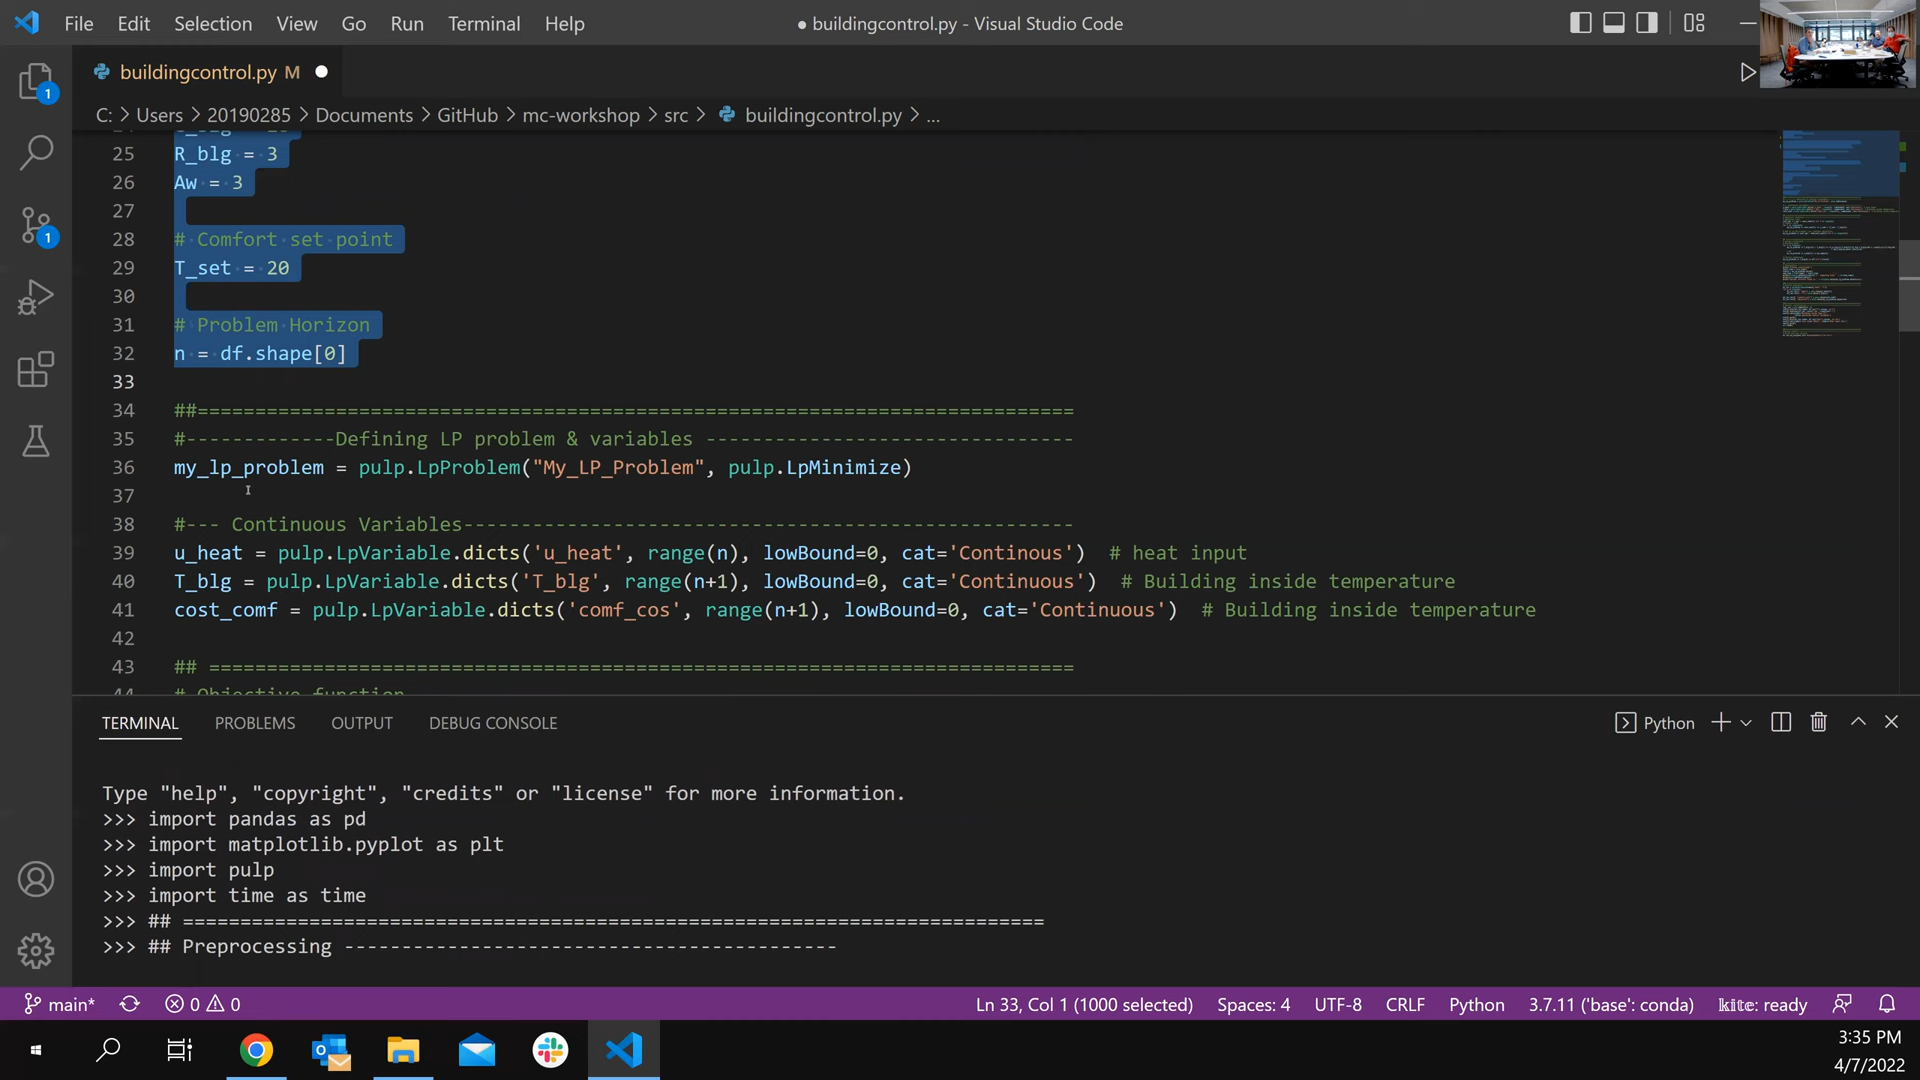 File Edit Selection View Go Run Terminal Help
● buildingcontrol.py - Visual Studio Code
buildingcontrol.py M
C: > Users > 20190285 > Documents > GitHub > mc-workshop > src > buildingcontrol.py > ...
25 R_blg = 3
26 Aw = 3
27
28 # Comfort set point
29 T_set = 20
30
31 # Problem Horizon
32 n = df.shape[0]
33
34 ##============================================================================
35 #-------------Defining LP problem & variables --------------------------------
36 my_lp_problem = pulp.LpProblem("My_LP_Problem", pulp.LpMinimize)
37
38 #--- Continuous Variables-----------------------------------------------------
39 u_heat = pulp.LpVariable.dicts('u_heat', range(n), lowBound=0, cat='Continous') # heat input
40 T_blg = pulp.LpVariable.dicts('T_blg', range(n+1), lowBound=0, cat='Continuous') # Building inside temperature
41 cost_comf = pulp.LpVariable.dicts('comf_cos', range(n+1), lowBound=0, cat='Continuous') # Building inside temperature
42
43 ## ===========================================================================
44 # Objective function
TERMINAL PROBLEMS OUTPUT DEBUG CONSOLE
Python
Type "help", "copyright", "credits" or "license" for more information.
>>> import pandas as pd
>>> import matplotlib.pyplot as plt
>>> import pulp
>>> import time as time
>>> ## ===========================================================================
>>> ## Preprocessing -------------------------------------------
1
1
main* 0 0 Ln 33, Col 1 (1000 selected) Spaces: 4 UTF-8 CRLF Python 3.7.11 ('base': conda) kite: ready
3:35 PM
4/7/2022